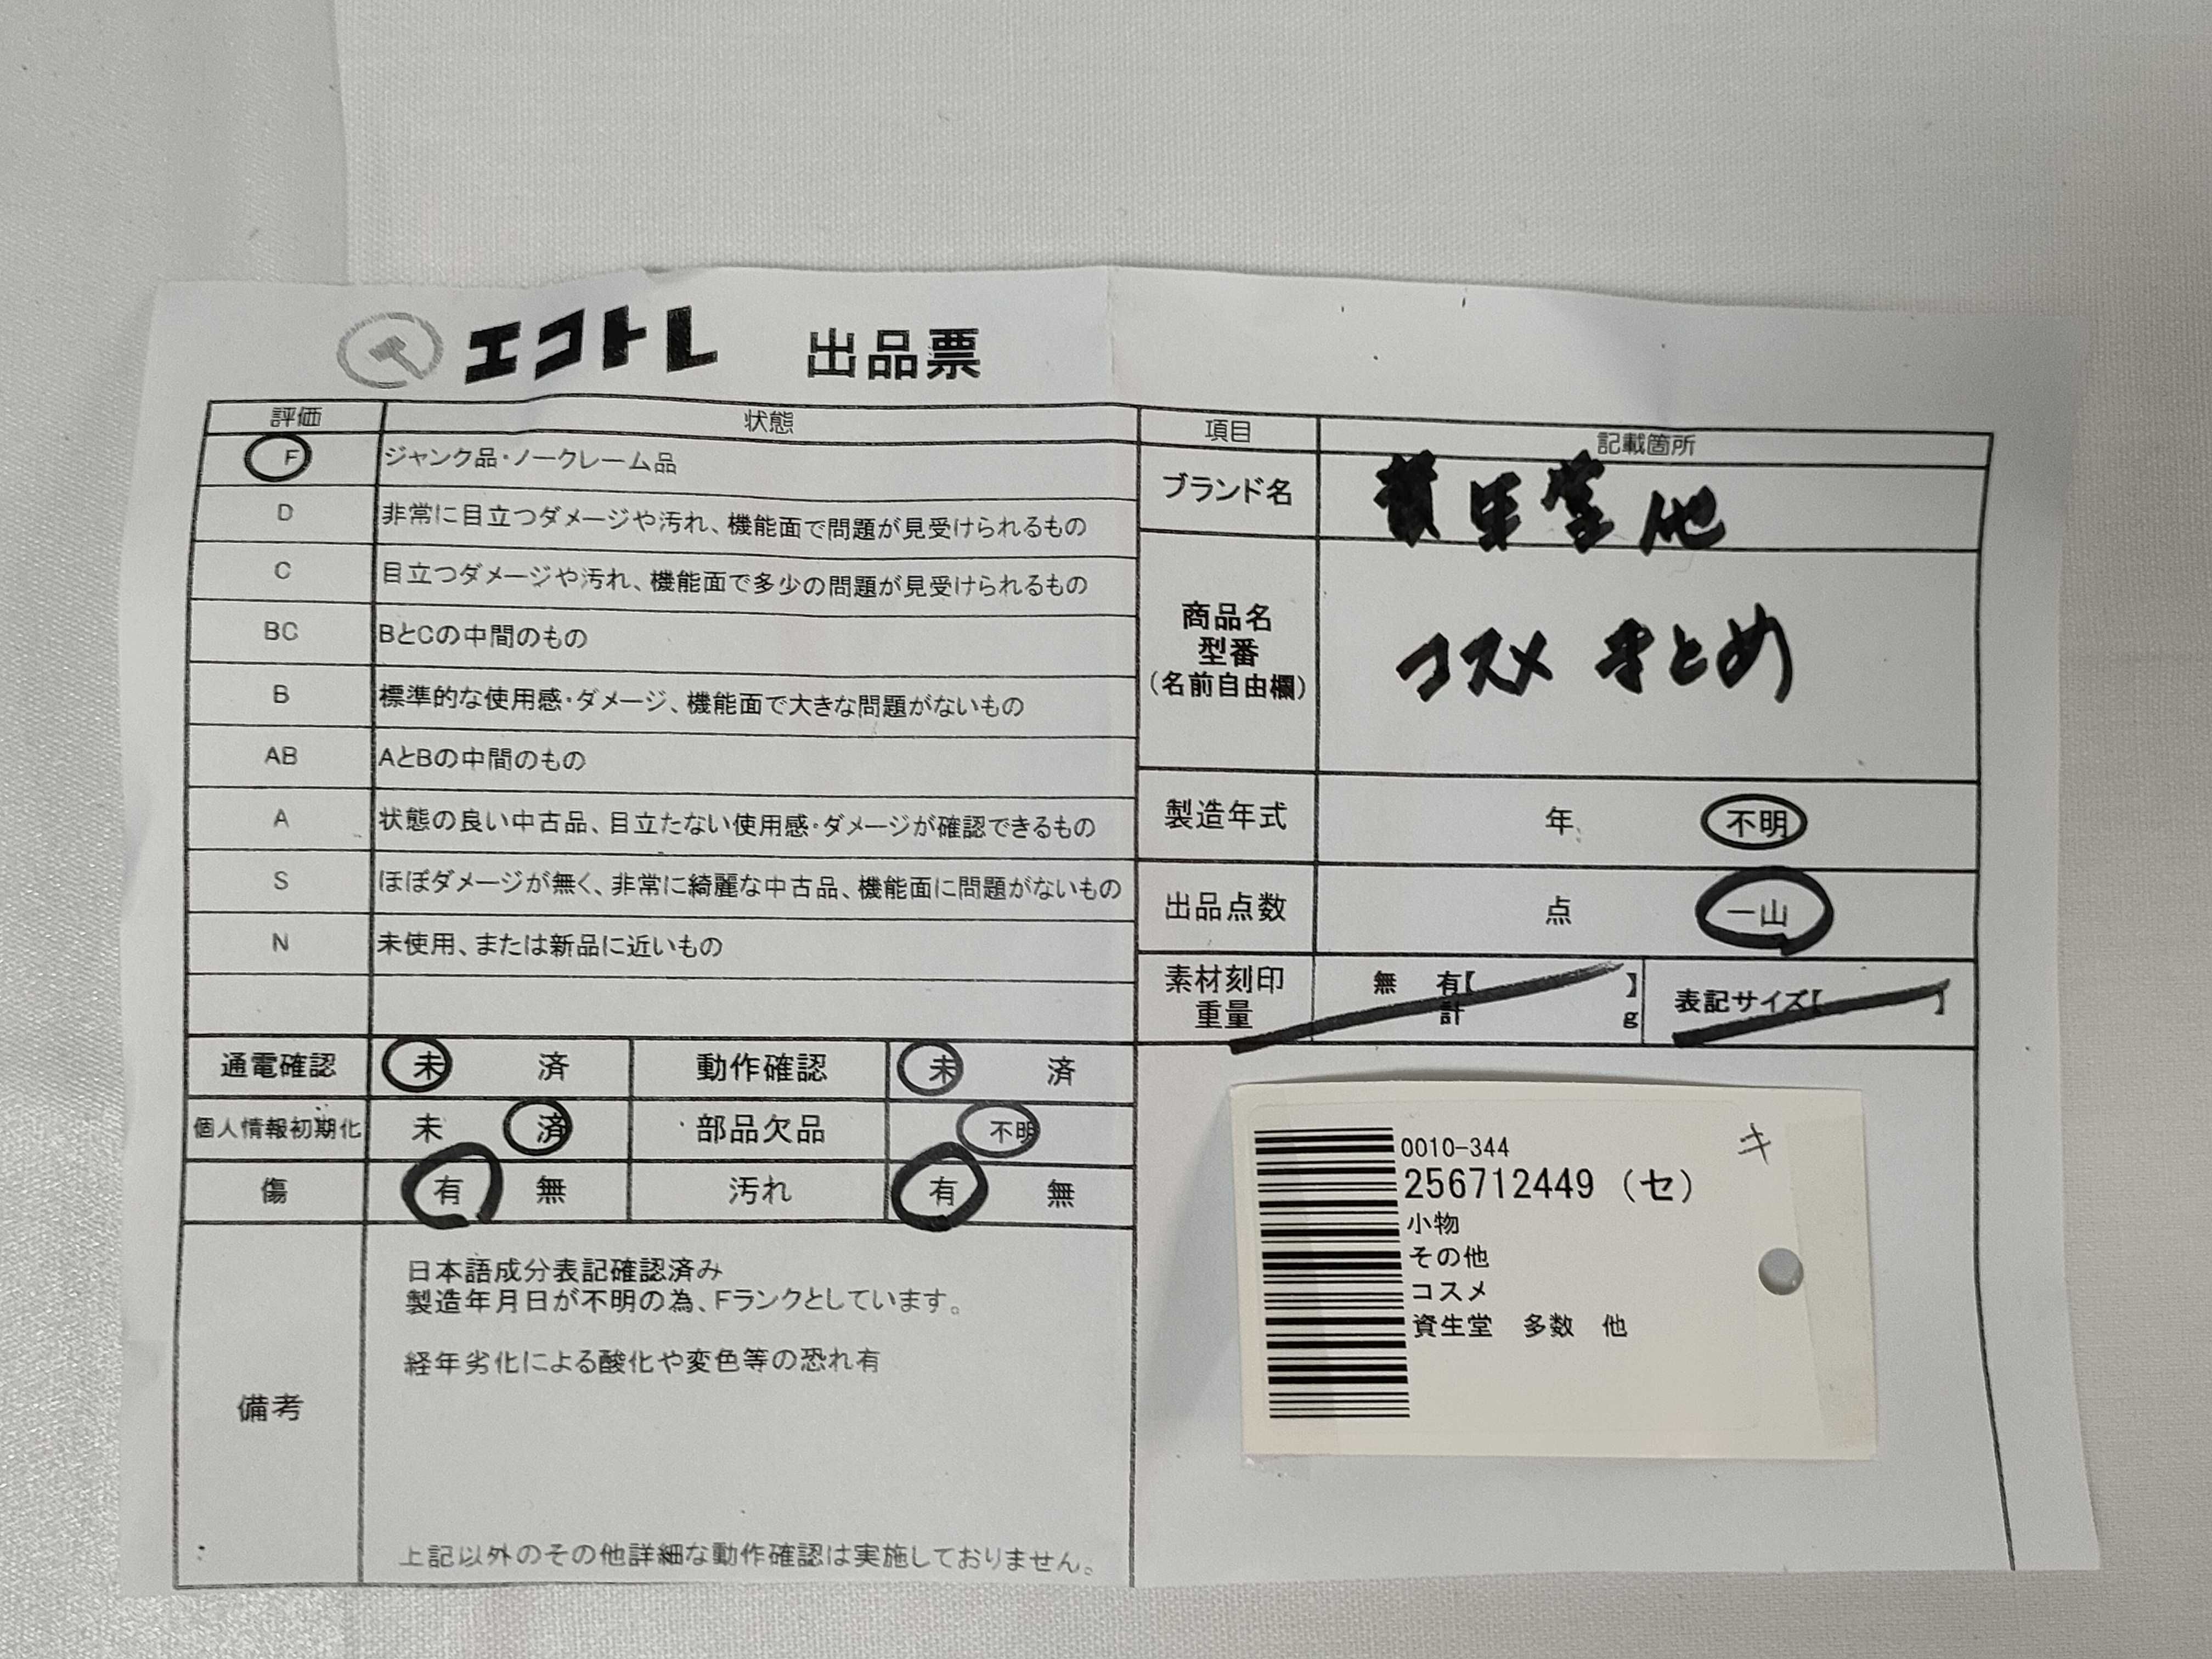 エコトレ 出品票
評価 状態
F ジャンク品・ノークレーム品
D 非常に目立つダメージや汚れ、機能面で問題が見受けられるもの
C 目立つダメージや汚れ、機能面で多少の問題が見受けられるもの
BC BとCの中間のもの
B 標準的な使用感・ダメージ、機能面で大きな問題がないもの
AB AとBの中間のもの
A 状態の良い中古品、目立たない使用感・ダメージが確認できるもの
S ほぼダメージが無く、非常に綺麗な中古品、機能面に問題がないもの
N 未使用、または新品に近いもの
通電確認 未 済 動作確認 未 済
個人情報初期化 未 済 部品欠品 不明
傷 有 無 汚れ 有 無
備考
日本語成分表記確認済み
製造年月日が不明の為、Fランクとしています。
経年劣化による酸化や変色等の恐れ有
上記以外のその他詳細な動作確認は実施しておりません。
項目 記載箇所
ブランド名 資生堂 他
商品名
型番
(名前自由欄)
コスメ まとめ
製造年式 年 不明
出品点数 点 一山
素材刻印 無 有【 】 表記サイズ【 】
重量 計 g
0010-344 キ
256712449 (セ)
小物
その他
コスメ
資生堂 多数 他